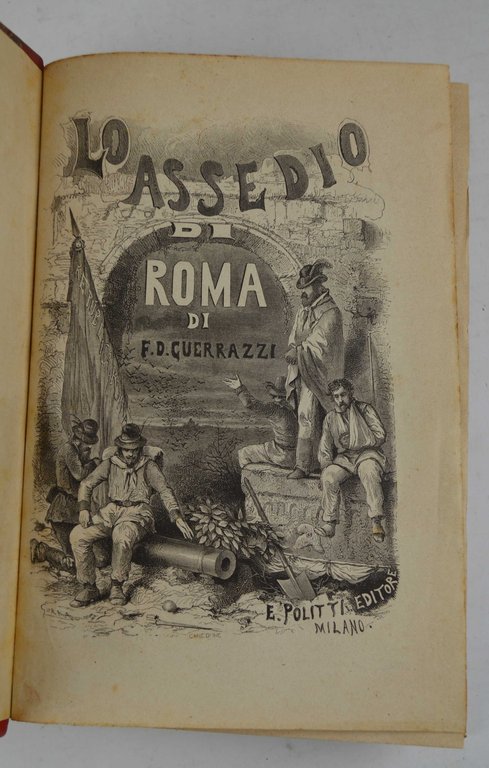 LO
ASSEDIO
DI
ROMA
DI
F. D. GUERRAZZI
E. POLITTI EDITORE
MILANO.